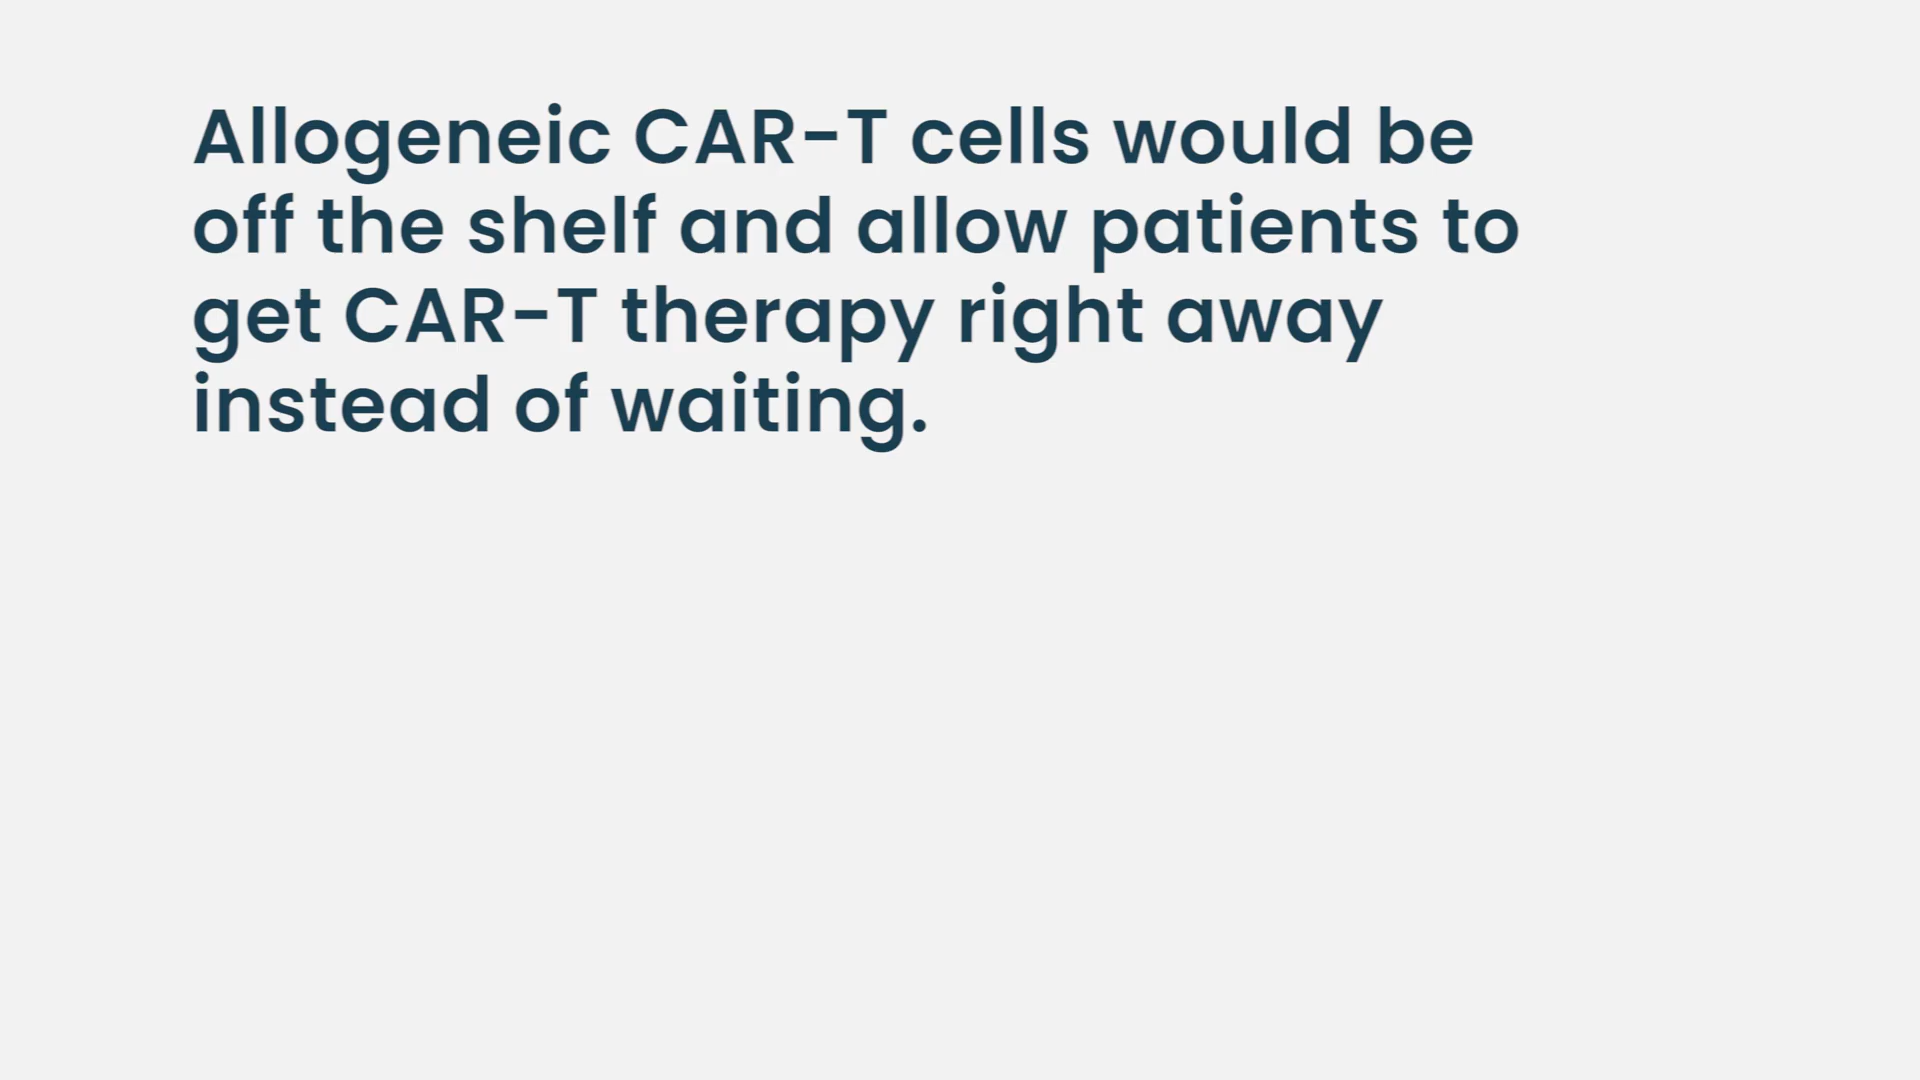 Allogeneic CAR-T cells would be
off the shelf and allow patients to
get CAR-T therapy right away
instead of waiting.